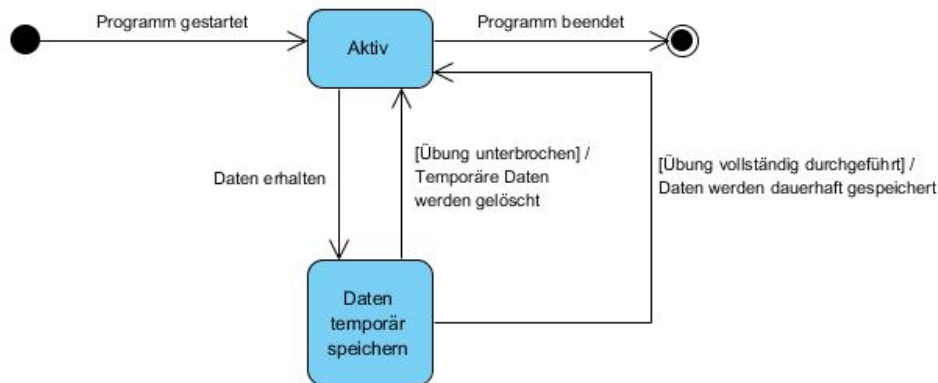 Programm gestartet
Aktiv
Programm beendet
Daten erhalten
[Übung unterbrochen] /
Temporäre Daten
werden gelöscht
[Übung vollständig durchgeführt] /
Daten werden dauerhaft gespeichert
Daten
temporär
speichern